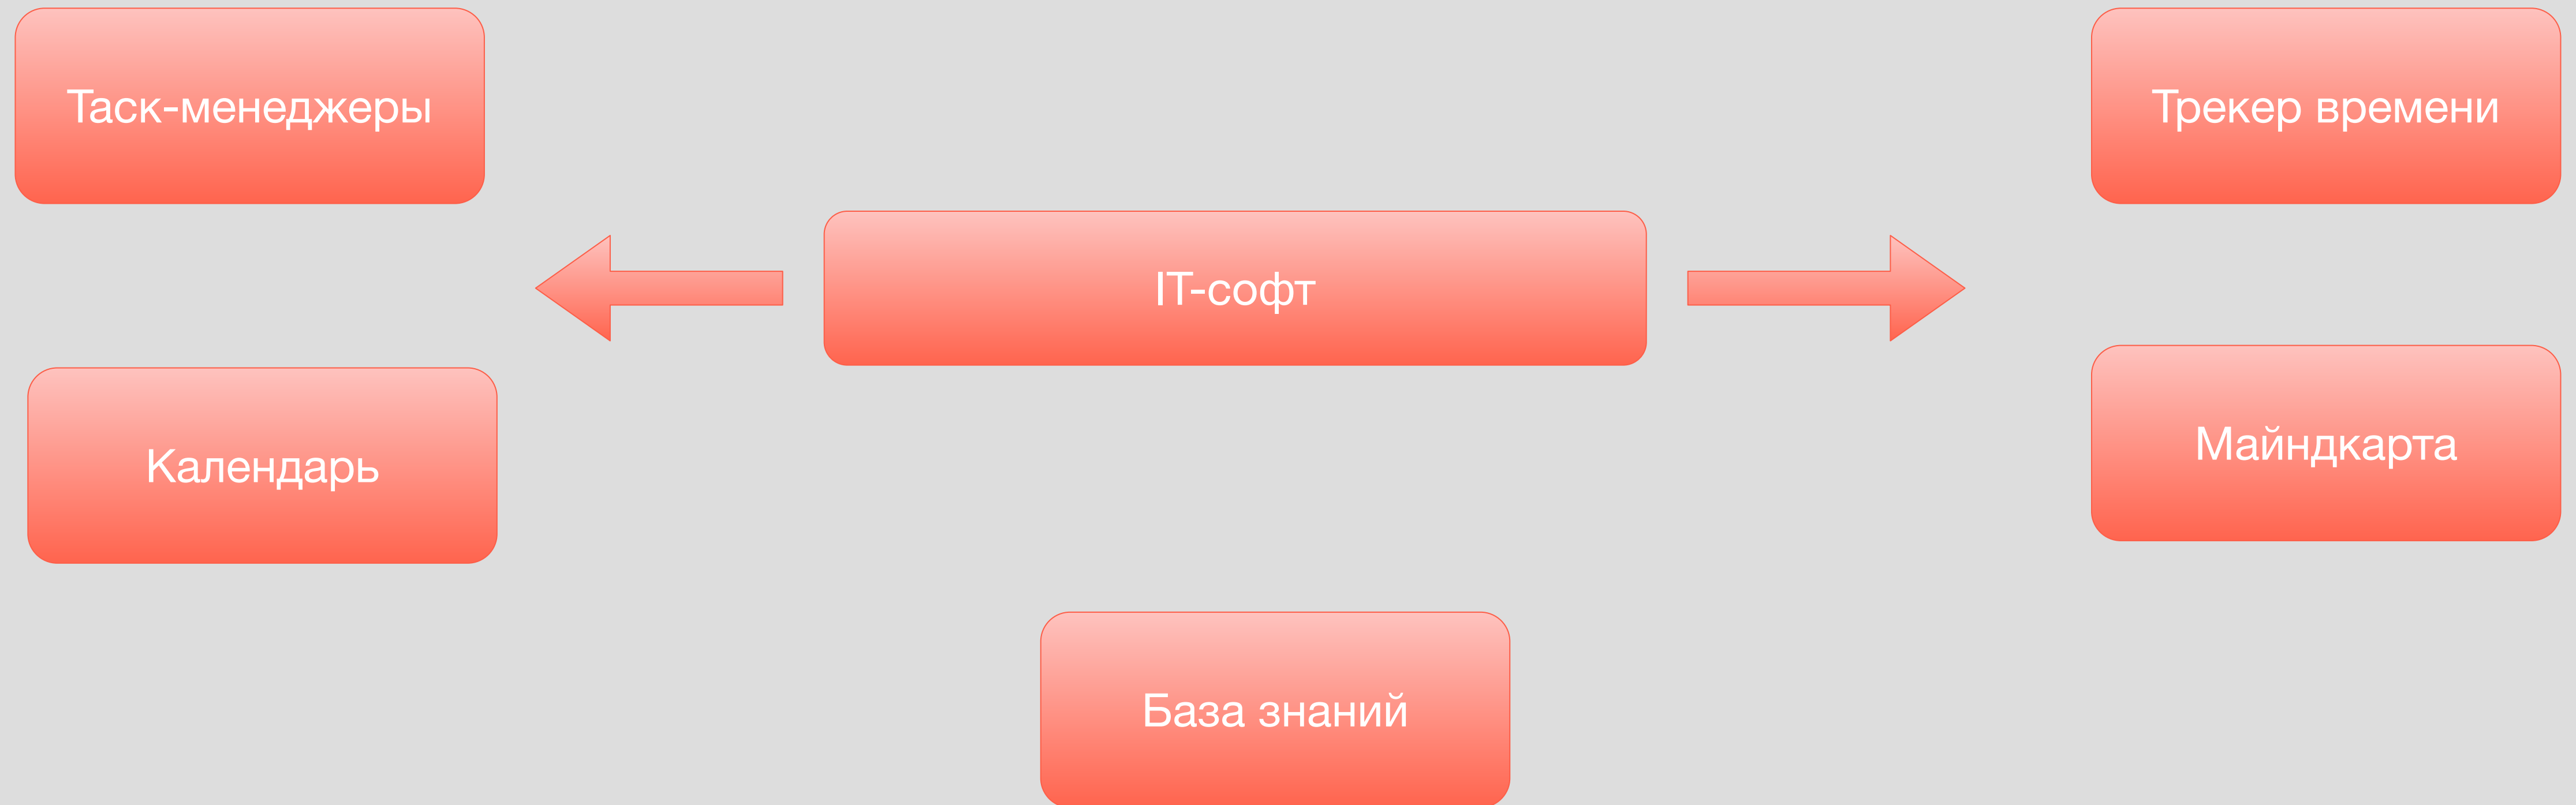 Таск-менеджеры
Трекер времени
IT-софт
Календарь
Майндкарта
База знаний